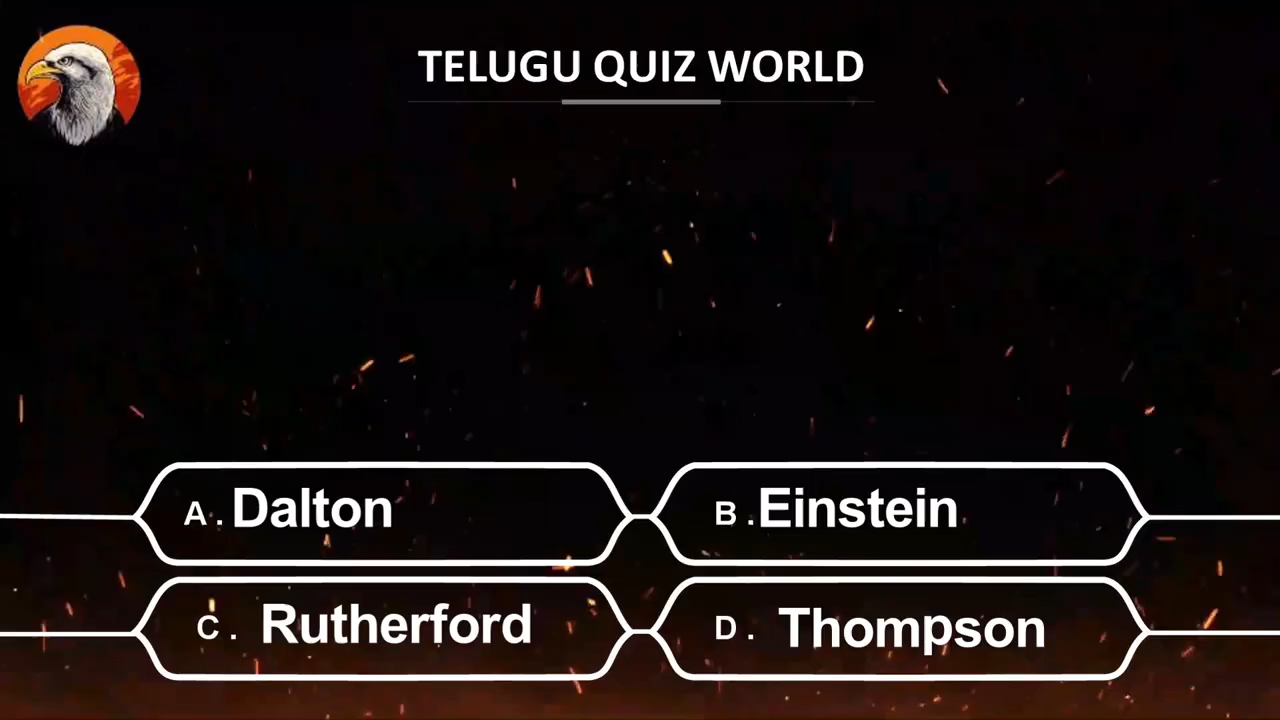 TELUGU QUIZ WORLD
A . Dalton
B . Einstein
C . Rutherford
D . Thompson